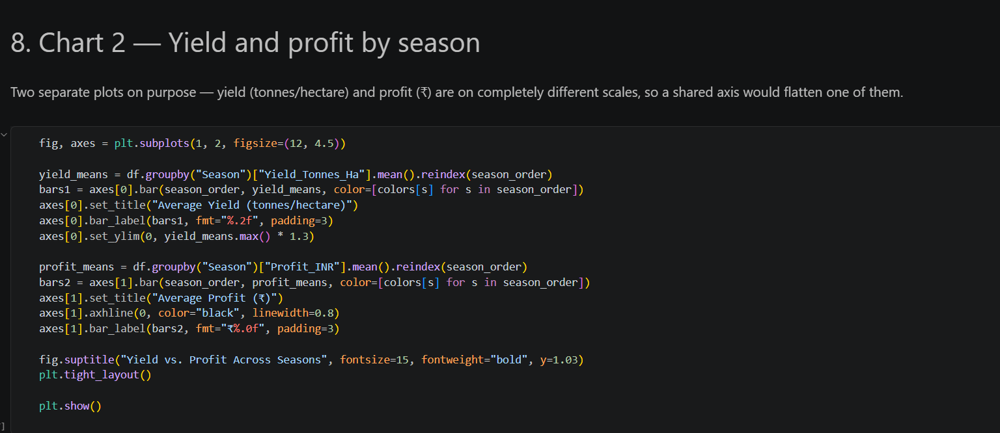 8. Chart 2 — Yield and profit by season
Two separate plots on purpose — yield (tonnes/hectare) and profit (₹) are on completely different scales, so a shared axis would flatten one of them.
fig, axes = plt.subplots(1, 2, figsize=(12, 4.5))
yield_means = df.groupby("Season")["Yield_Tonnes_Ha"].mean().reindex(season_order)
bars1 = axes[0].bar(season_order, yield_means, color=[colors[s] for s in season_order])
axes[0].set_title("Average Yield (tonnes/hectare)")
axes[0].bar_label(bars1, fmt="%.2f", padding=3)
axes[0].set_ylim(0, yield_means.max() * 1.3)
profit_means = df.groupby("Season")["Profit_INR"].mean().reindex(season_order)
bars2 = axes[1].bar(season_order, profit_means, color=[colors[s] for s in season_order])
axes[1].set_title("Average Profit (₹)")
axes[1].axhline(0, color="black", linewidth=0.8)
axes[1].bar_label(bars2, fmt="₹%.0f", padding=3)
fig.suptitle("Yield vs. Profit Across Seasons", fontsize=15, fontweight="bold", y=1.03)
plt.tight_layout()
plt.show()
]